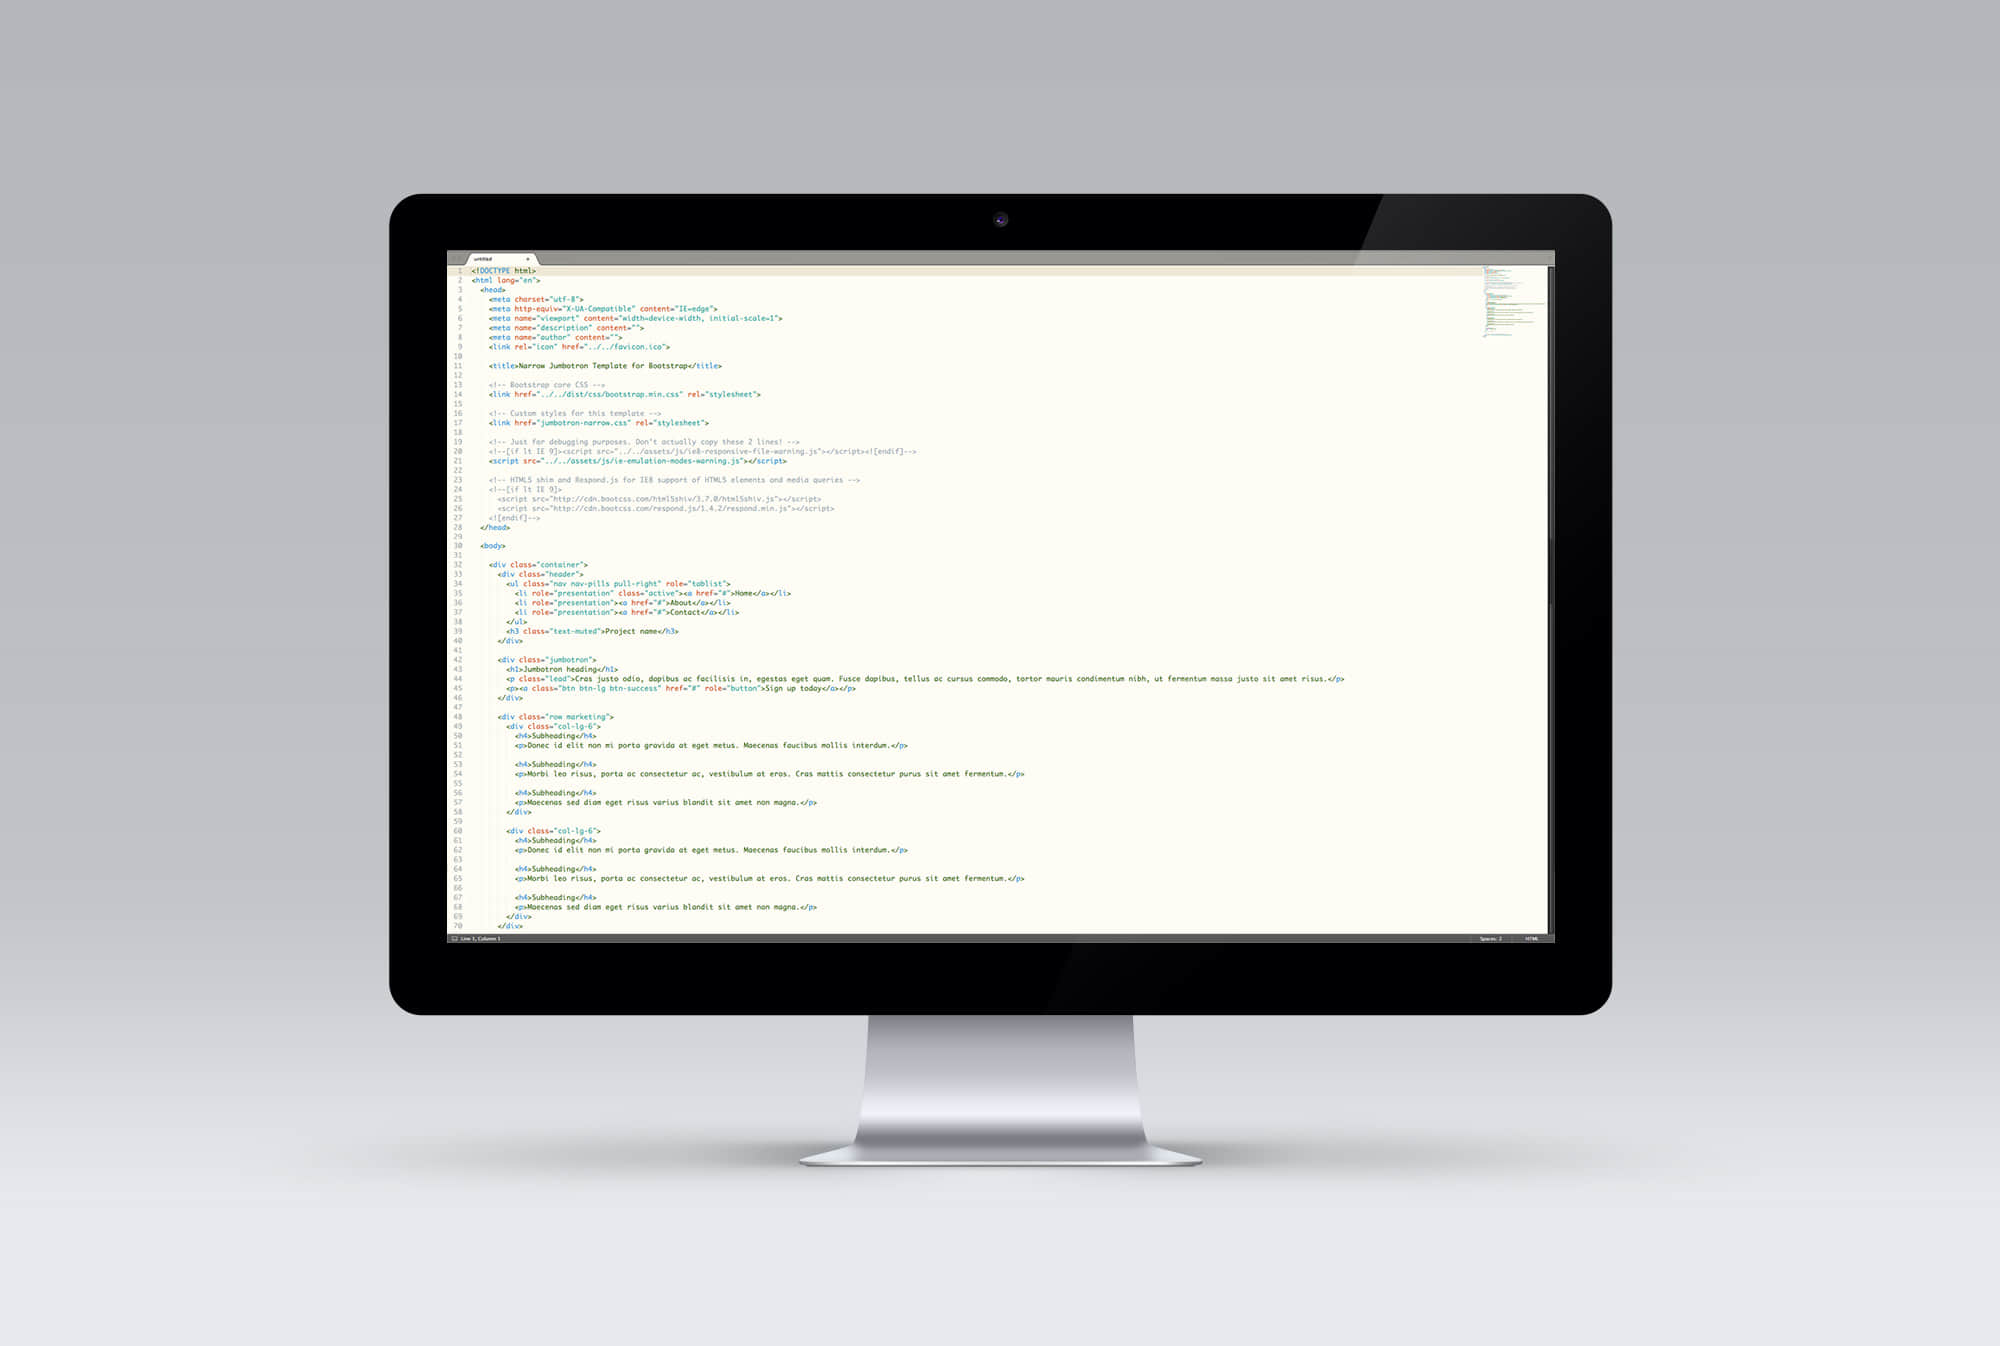 untitled
1 <!DOCTYPE html>
2 <html lang="en">
3 <head>
4 <meta charset="utf-8">
5 <meta http-equiv="X-UA-Compatible" content="IE=edge">
6 <meta name="viewport" content="width=device-width, initial-scale=1">
7 <meta name="description" content="">
8 <meta name="author" content="">
9 <link rel="icon" href="../../favicon.ico">
10
11 <title>Narrow Jumbotron Template for Bootstrap</title>
12
13 <!-- Bootstrap core CSS -->
14 <link href="../../dist/css/bootstrap.min.css" rel="stylesheet">
15
16 <!-- Custom styles for this template -->
17 <link href="jumbotron-narrow.css" rel="stylesheet">
18
19 <!-- Just for debugging purposes. Don't actually copy these 2 lines! -->
20 <!--[if lt IE 9]><script src="../../assets/js/ie8-responsive-file-warning.js"></script><![endif]-->
21 <script src="../../assets/js/ie-emulation-modes-warning.js"></script>
22
23 <!-- HTML5 shim and Respond.js for IE8 support of HTML5 elements and media queries -->
24 <!--[if lt IE 9]>
25 <script src="http://cdn.bootcss.com/html5shiv/3.7.0/html5shiv.js"></script>
26 <script src="http://cdn.bootcss.com/respond.js/1.4.2/respond.min.js"></script>
27 <![endif]-->
28 </head>
29
30 <body>
31
32 <div class="container">
33 <div class="header">
34 <ul class="nav nav-pills pull-right" role="tablist">
35 <li role="presentation" class="active"><a href="#">Home</a></li>
36 <li role="presentation"><a href="#">About</a></li>
37 <li role="presentation"><a href="#">Contact</a></li>
38 </ul>
39 <h3 class="text-muted">Project name</h3>
40 </div>
41
42 <div class="jumbotron">
43 <h1>Jumbotron heading</h1>
44 <p class="lead">Cras justo odio, dapibus ac facilisis in, egestas eget quam. Fusce dapibus, tellus ac cursus commodo, tortor mauris condimentum nibh, ut fermentum massa justo sit amet risus.</p>
45 <p><a class="btn btn-lg btn-success" href="#" role="button">Sign up today</a></p>
46 </div>
47
48 <div class="row marketing">
49 <div class="col-lg-6">
50 <h4>Subheading</h4>
51 <p>Donec id elit non mi porta gravida at eget metus. Maecenas faucibus mollis interdum.</p>
52
53 <h4>Subheading</h4>
54 <p>Morbi leo risus, porta ac consectetur ac, vestibulum at eros. Cras mattis consectetur purus sit amet fermentum.</p>
55
56 <h4>Subheading</h4>
57 <p>Maecenas sed diam eget risus varius blandit sit amet non magna.</p>
58 </div>
59
60 <div class="col-lg-6">
61 <h4>Subheading</h4>
62 <p>Donec id elit non mi porta gravida at eget metus. Maecenas faucibus mollis interdum.</p>
63
64 <h4>Subheading</h4>
65 <p>Morbi leo risus, porta ac consectetur ac, vestibulum at eros. Cras mattis consectetur purus sit amet fermentum.</p>
66
67 <h4>Subheading</h4>
68 <p>Maecenas sed diam eget risus varius blandit sit amet non magna.</p>
69 </div>
70 </div>
Line 1, Column 1 Spaces: 2 HTML